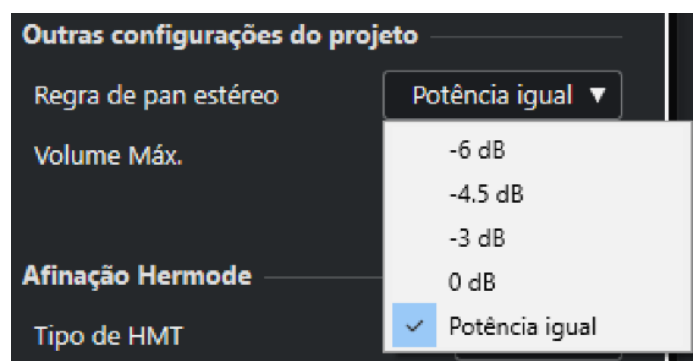 Outras configurações do projeto
Regra de pan estéreo
Potência igual
Volume Máx.
-6 dB
-4.5 dB
-3 dB
0 dB
Potência igual
Afinação Hermode
Tipo de HMT